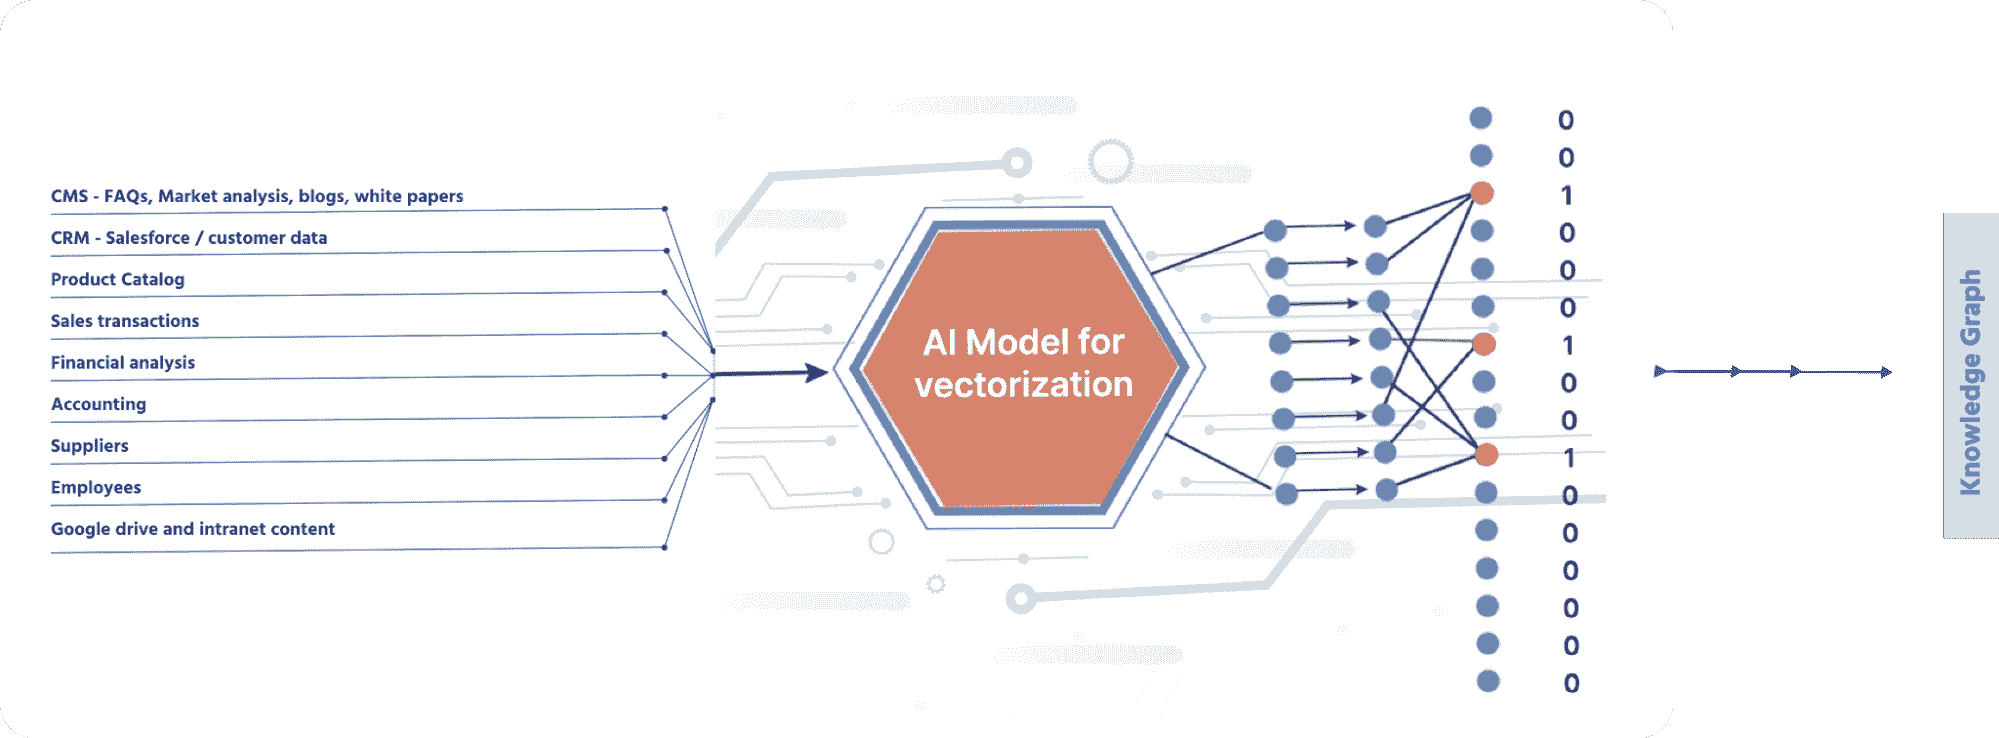 CMS - FAQs, Market analysis, blogs, white papers
CRM - Salesforce / customer data
Product Catalog
Sales transactions
Financial analysis
Accounting
Suppliers
Employees
Google drive and intranet content
AI Model for
vectorization
0
0
1
0
0
0
1
0
0
1
0
0
0
0
0
0
Knowledge Graph